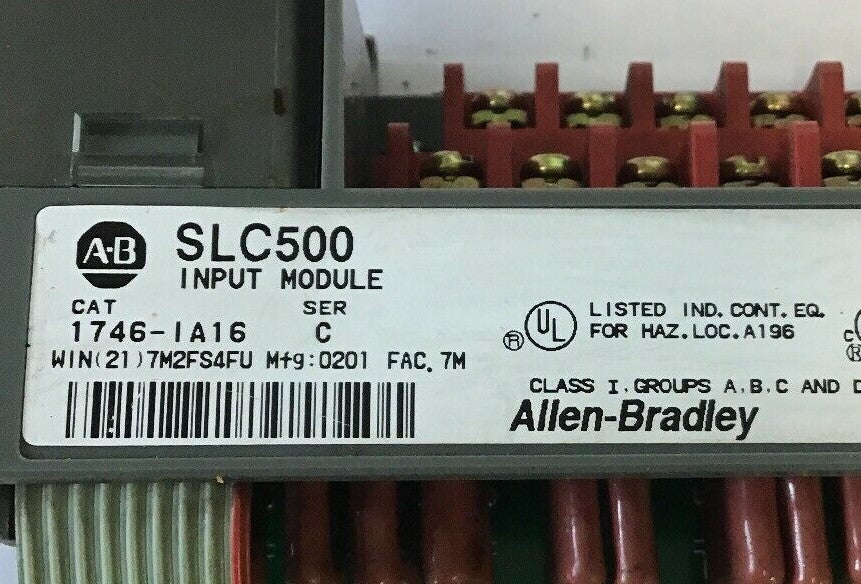 A·B SLC500
INPUT MODULE
CAT SER
1746-IA16 C
WIN(21)7M2FS4FU Mfg:0201 FAC. 7M
® UL LISTED IND. CONT. EQ.
FOR HAZ. LOC. A196
C
®
CLASS I, GROUPS A, B, C AND D
Allen-Bradley